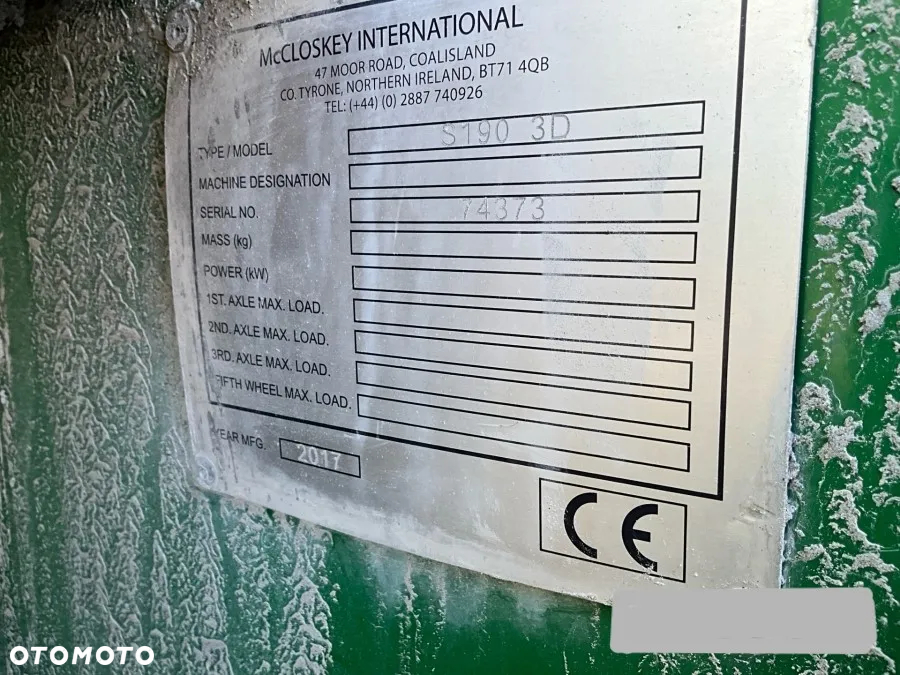 McCLOSKEY INTERNATIONAL
47 MOOR ROAD, COALISLAND
CO. TYRONE, NORTHERN IRELAND, BT71 4QB
TEL: (+44) (0) 2887 740926
TYPE / MODEL S190 3D
MACHINE DESIGNATION
SERIAL NO. 74373
MASS (kg)
POWER (kW)
1ST. AXLE MAX. LOAD.
2ND. AXLE MAX. LOAD.
3RD. AXLE MAX. LOAD.
FIFTH WHEEL MAX. LOAD.
YEAR MFG. 2017
CE
OTOMOTO